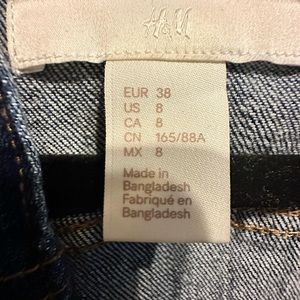 H&M
EUR 38
US 8
CA 8
CN 165/88A
MX 8
Made in
Bangladesh
Fabriqué en
Bangladesh